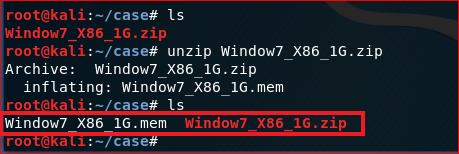 root@kali:~/case# ls
Window7_X86_1G.zip
root@kali:~/case# unzip Window7_X86_1G.zip
Archive:  Window7_X86_1G.zip
  inflating: Window7_X86_1G.mem
root@kali:~/case# ls
Window7_X86_1G.mem  Window7_X86_1G.zip
root@kali:~/case#